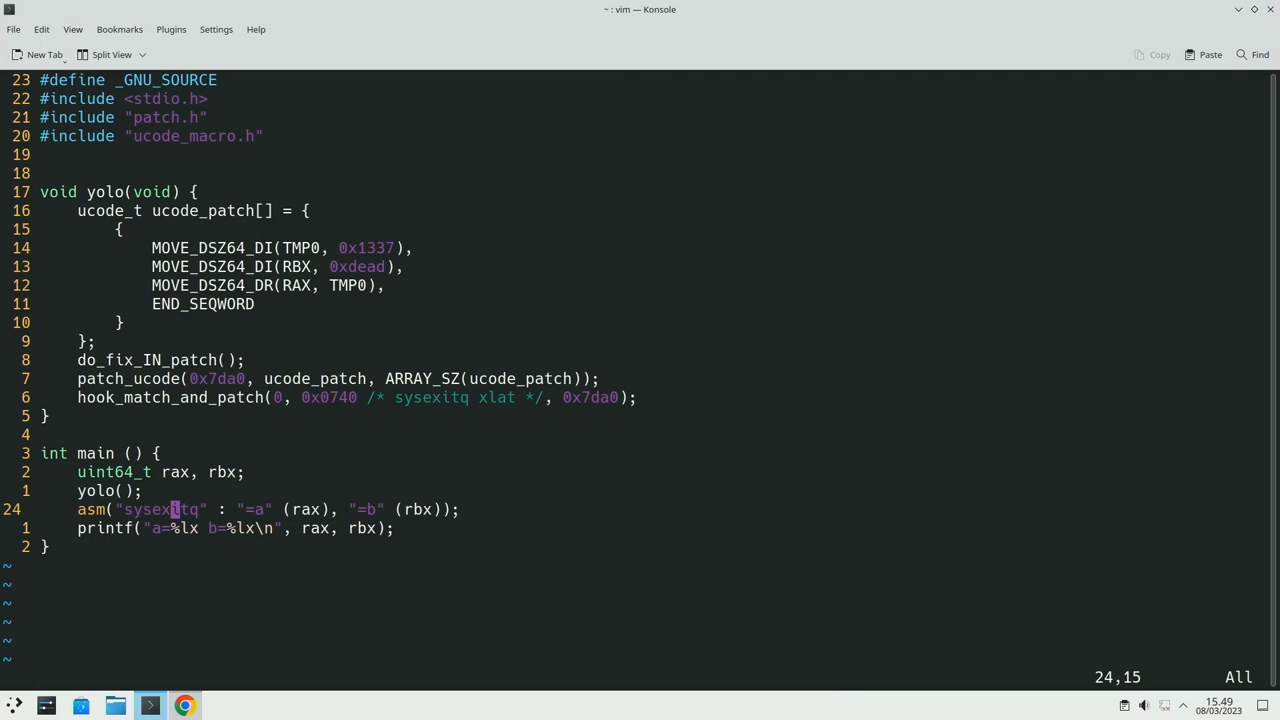 ~ : vim — Konsole
File Edit View Bookmarks Plugins Settings Help
New Tab Split View Copy Paste Find
23 #define _GNU_SOURCE
22 #include <stdio.h>
21 #include "patch.h"
20 #include "ucode_macro.h"
19
18
17 void yolo(void) {
16     ucode_t ucode_patch[] = {
15         {
14             MOVE_DSZ64_DI(TMP0, 0x1337),
13             MOVE_DSZ64_DI(RBX, 0xdead),
12             MOVE_DSZ64_DR(RAX, TMP0),
11             END_SEQWORD
10         }
9     };
8     do_fix_IN_patch();
7     patch_ucode(0x7da0, ucode_patch, ARRAY_SZ(ucode_patch));
6     hook_match_and_patch(0, 0x0740 /* sysexitq xlat */, 0x7da0);
5 }
4
3 int main () {
2     uint64_t rax, rbx;
1     yolo();
24     asm("sysexitq" : "=a" (rax), "=b" (rbx));
1     printf("a=%lx b=%lx\n", rax, rbx);
2 }
~
~
~
~
~
~
24,15 All
15.49
08/03/2023